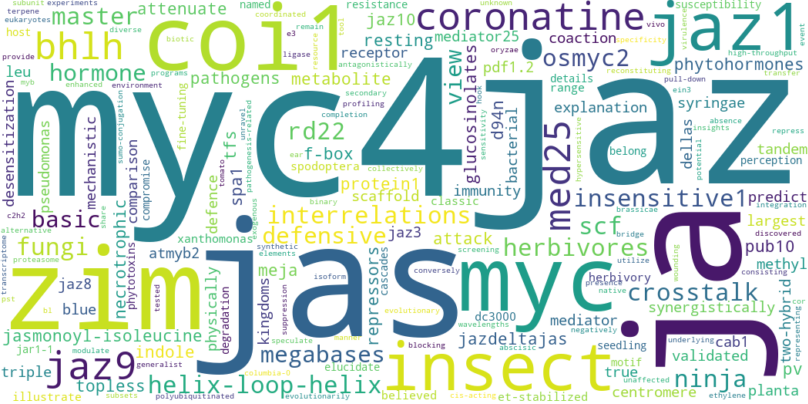 myc4
jaz
coi1
jas
zim
myc
insect
ja
jaz1
coronatine
bhlh
master
hormone
pathogens
attenuate
named
coordinated
resistance
jaz10
resting
receptor
metabolite
mediator25
antagonistically
pdf1.2
coaction
osmyc2
view
glucosinolates
phytohormones
details
range
explanation
syringae
susceptibility
high-throughput
unknown
tool
e3
ligase
remain
resource
biotic
programs
diverse
subunit
experiments
terpene
eukaryotes
host
provide
enhanced
environment
myb
leu
desensitization
pseudomonas
mechanistic
sumo-conjugation
comparison
compromise
fine-tuning
defence
tfs
spa1
unravel
pathogenesis-related
rd22
f-box
secondary
profiling
completion
spodoptera
protein1
scaffold
collectively
classic
binary
sensitivity
hook
d94n
bacterial
immunity
med25
dellas
belong
hypersensitive
reconstituting
specificity
oryzae
virulence
vivo
pull-down
transfer
event
ein3
insights
absence
potential
repress
tandem
perception
insensitive1
predict
integration
discovered
largest
pub10
methyl
two-hybrid
consisting
interesting
wounding
brassicae
bridge
utilize
scf
herbivores
crosstalk
synergistically
herbivory
presence
native
mediator
negatively
wavelengths
dc3000
jazdeltajas
seedling
motif
true
unaffected
ethylene
cab1
underlying
validated
pv
ninja
centromere
planta
et-stabilized
cis-acting
believed
abscisic
blocking
manner
evolutionary
megabases
repressors
cascades
isoform
screening
conversely
elements
synthetic
exogenous
tomato
jaz3
attack
interrelations
defensive
meja
kingdoms
suppression
speculate
elucidate
columbia-0
degradation
physically
xanthomonas
atmyb2
phytotoxins
necrotrophic
basic
c2h2
share
fungi
alternative
proteasome
transcriptome
pst
bl
jaz8
blue
tested
jasmonoyl-isoleucine
jar1-1
modulate
generalist
indole
jaz9
triple
topless
helix-loop-helix
illustrate
subsets
polyubiquitinated
evolutionarily